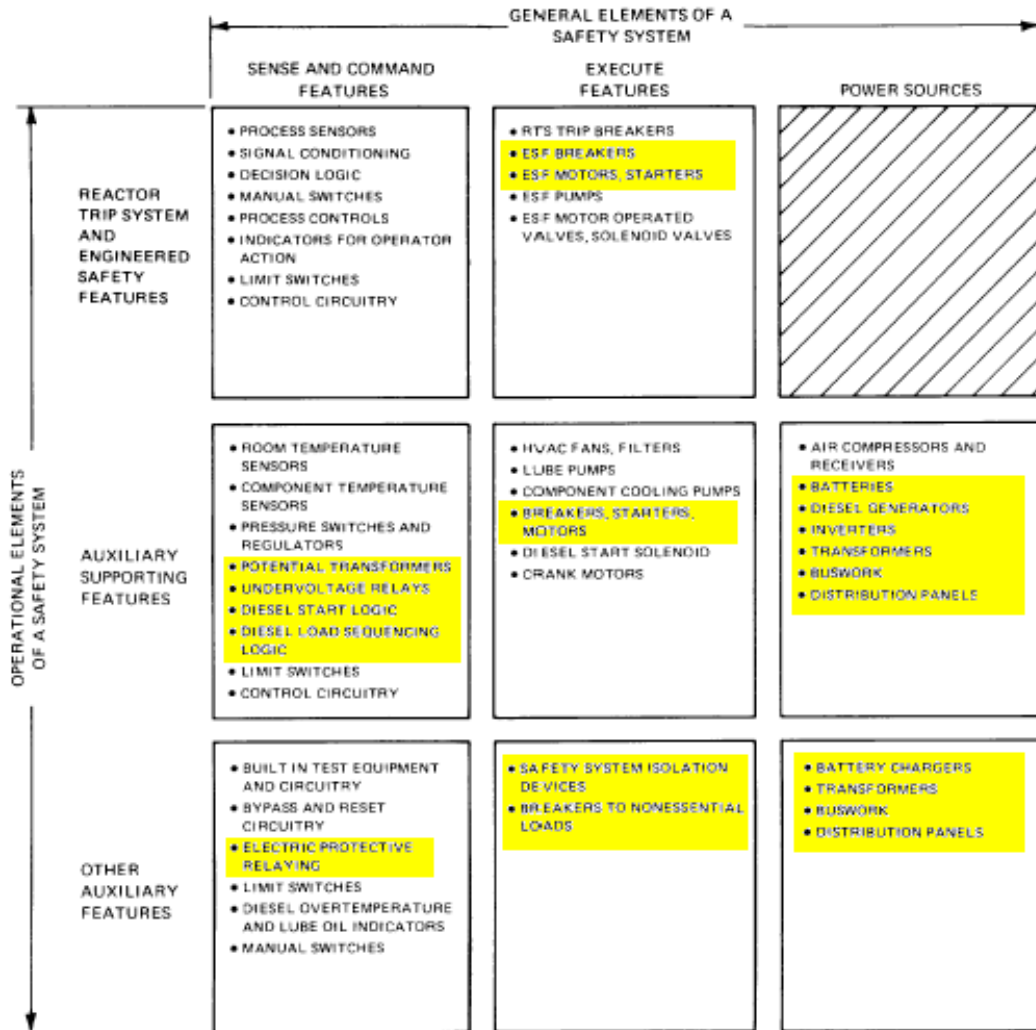 GENERAL ELEMENTS OF A
SAFETY SYSTEM
SENSE AND COMMAND
FEATURES
EXECUTE
FEATURES
POWER SOURCES
OPERATIONAL ELEMENTS
OF A SAFETY SYSTEM
REACTOR
TRIP SYSTEM
AND
ENGINEERED
SAFETY
FEATURES
• PROCESS SENSORS
• SIGNAL CONDITIONING
• DECISION LOGIC
• MANUAL SWITCHES
• PROCESS CONTROLS
• INDICATORS FOR OPERATOR
ACTION
• LIMIT SWITCHES
• CONTROL CIRCUITRY
• RTS TRIP BREAKERS
• ESF BREAKERS
• ESF MOTORS, STARTERS
• ESF PUMPS
• ESF MOTOR OPERATED
VALVES, SOLENOID VALVES
AUXILIARY
SUPPORTING
FEATURES
• ROOM TEMPERATURE
SENSORS
• COMPONENT TEMPERATURE
SENSORS
• PRESSURE SWITCHES AND
REGULATORS
• POTENTIAL TRANSFORMERS
• UNDERVOLTAGE RELAYS
• DIESEL START LOGIC
• DIESEL LOAD SEQUENCING
LOGIC
• LIMIT SWITCHES
• CONTROL CIRCUITRY
• HVAC FANS, FILTERS
• LUBE PUMPS
• COMPONENT COOLING PUMPS
• BREAKERS, STARTERS,
MOTORS
• DIESEL START SOLENOID
• CRANK MOTORS
• AIR COMPRESSORS AND
RECEIVERS
• BATTERIES
• DIESEL GENERATORS
• INVERTERS
• TRANSFORMERS
• BUSWORK
• DISTRIBUTION PANELS
OTHER
AUXILIARY
FEATURES
• BUILT IN TEST EQUIPMENT
AND CIRCUITRY
• BYPASS AND RESET
CIRCUITRY
• ELECTRIC PROTECTIVE
RELAYING
• LIMIT SWITCHES
• DIESEL OVERTEMPERATURE
AND LUBE OIL INDICATORS
• MANUAL SWITCHES
• SAFETY SYSTEM ISOLATION
DEVICES
• BREAKERS TO NONESSENTIAL
LOADS
• BATTERY CHARGERS
• TRANSFORMERS
• BUSWORK
• DISTRIBUTION PANELS